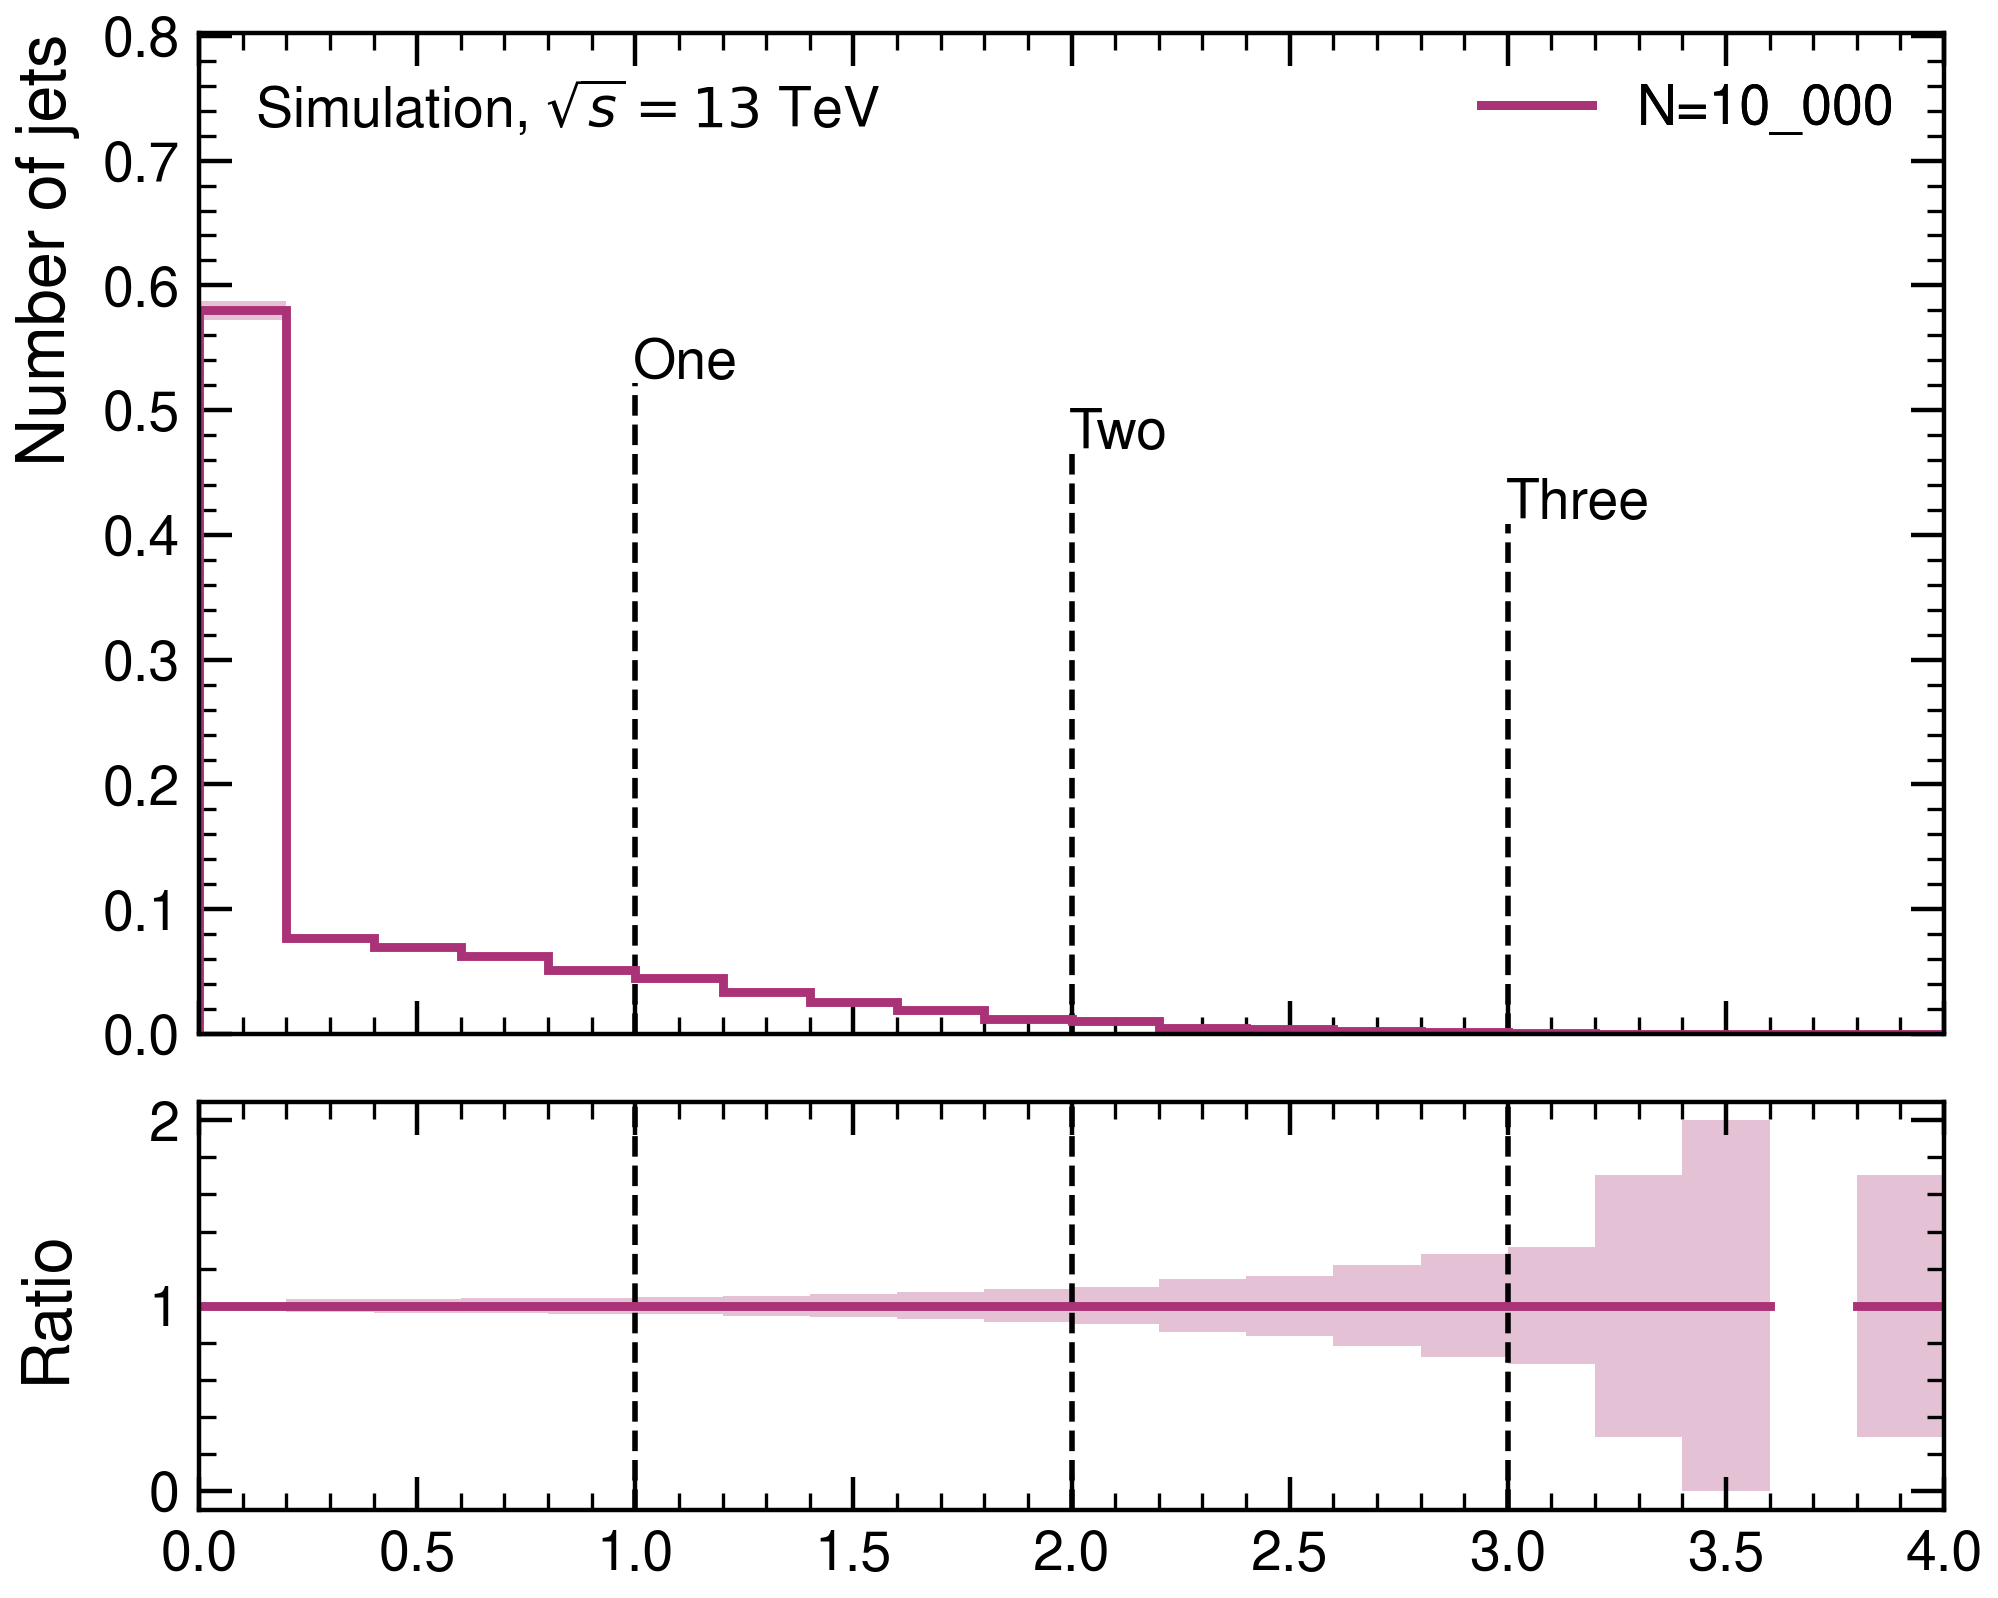 Number of jets
0.8
0.7
0.6
0.5
0.4
0.3
0.2
0.1
0.0
Simulation, √s = 13 TeV
N=10_000
One
Two
Three
Ratio
2
1
0
0.0 0.5 1.0 1.5 2.0 2.5 3.0 3.5 4.0